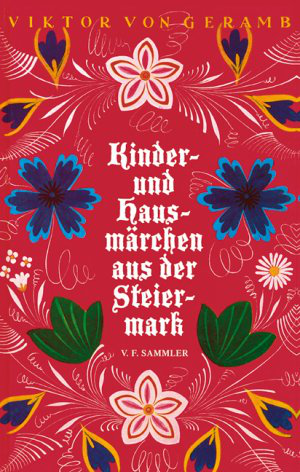 VIKTOR VON GERAMB
Kinder-
und
Haus-
märchen
aus der
Steier-
mark
V. F. SAMMLER